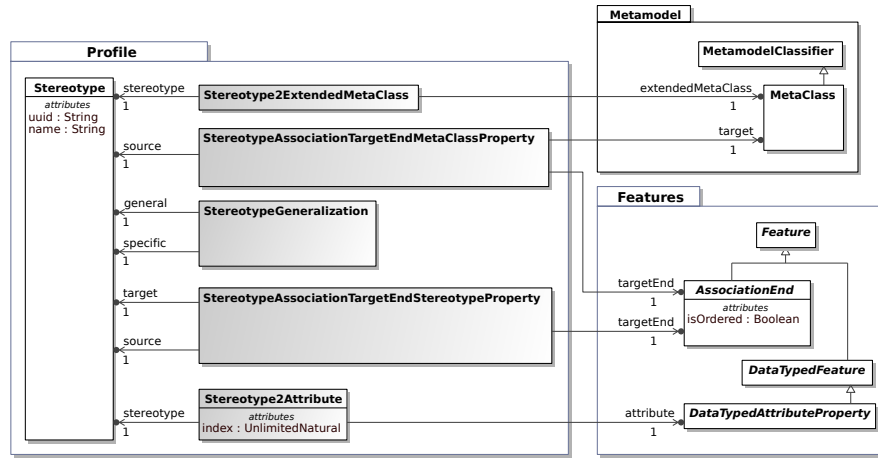 Metamodel
MetamodelClassifier
MetaClass
extendedMetaClass
1
target
1
Profile
Stereotype
attributes
uuid : String
name : String
stereotype
1
Stereotype2ExtendedMetaClass
source
1
StereotypeAssociationTargetEndMetaClassProperty
general
1
specific
1
StereotypeGeneralization
target
1
source
1
StereotypeAssociationTargetEndStereotypeProperty
stereotype
1
Stereotype2Attribute
attributes
index : UnlimitedNatural
Features
Feature
targetEnd
1
targetEnd
1
AssociationEnd
attributes
isOrdered : Boolean
DataTypedFeature
attribute
1
DataTypedAttributeProperty